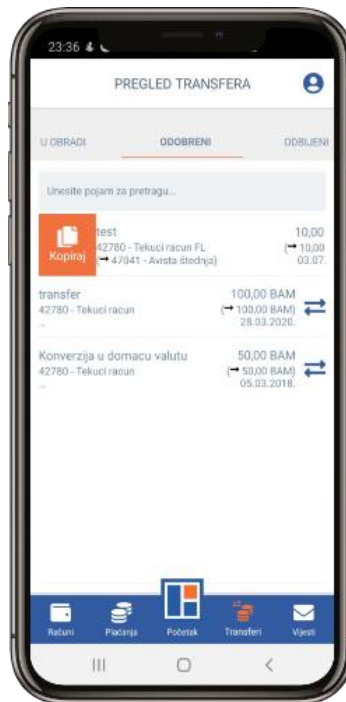 23:36
PREGLED TRANSFERA
U OBRADI ODOBRENI ODBIJENI
Unesite pojam za pretragu...
Kopiraj
test 10,00
42780 - Tekuci racun FL (→ 10,00
(→ 47041 - Avista štednja) 03.07.
transfer 100,00 BAM
42780 - Tekuci racun (→ 100,00 BAM)
... 28.03.2020.
Konverzija u domacu valutu 50,00 BAM
42780 - Tekuci racun (→ 50,00 BAM)
... 05.03.2018.
Računi Plaćanja Početak Transferi Vijesti